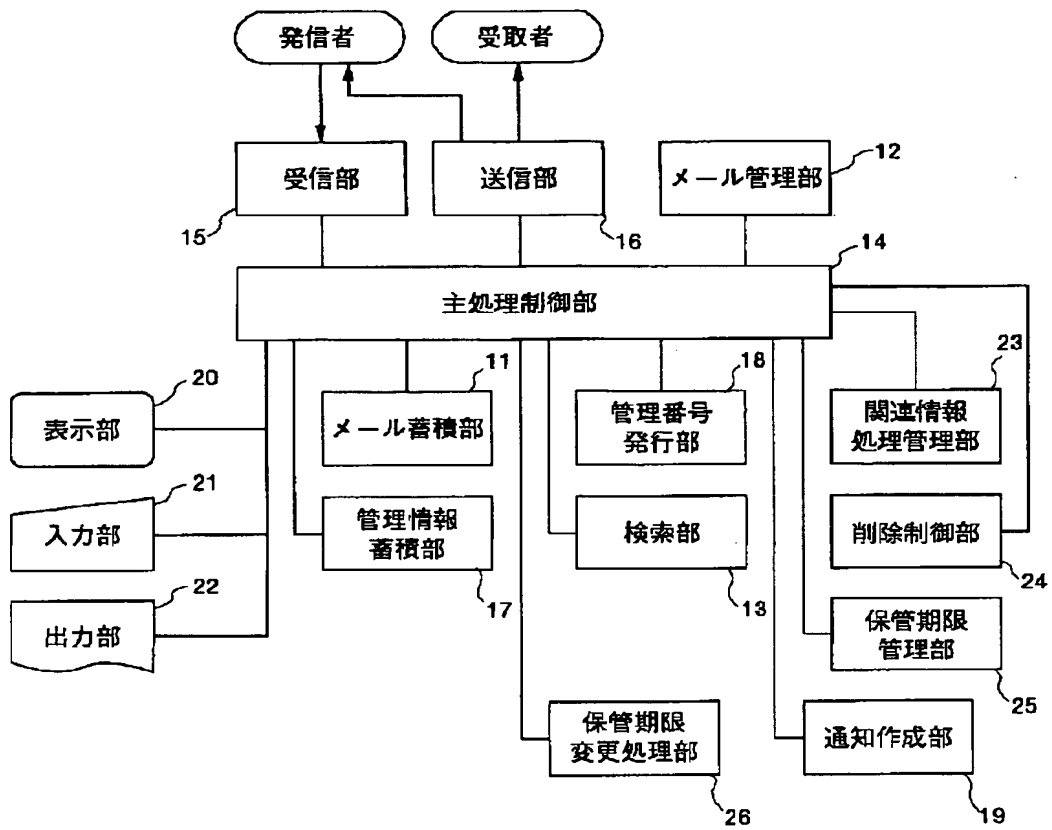 発信者
受取者
受信部
15
送信部
16
メール管理部
12
主処理制御部
14
表示部
20
メール蓄積部
11
管理番号
発行部
18
関連情報
処理管理部
23
入力部
21
管理情報
蓄積部
17
検索部
13
削除制御部
24
出力部
22
保管期限
管理部
25
保管期限
変更処理部
26
通知作成部
19